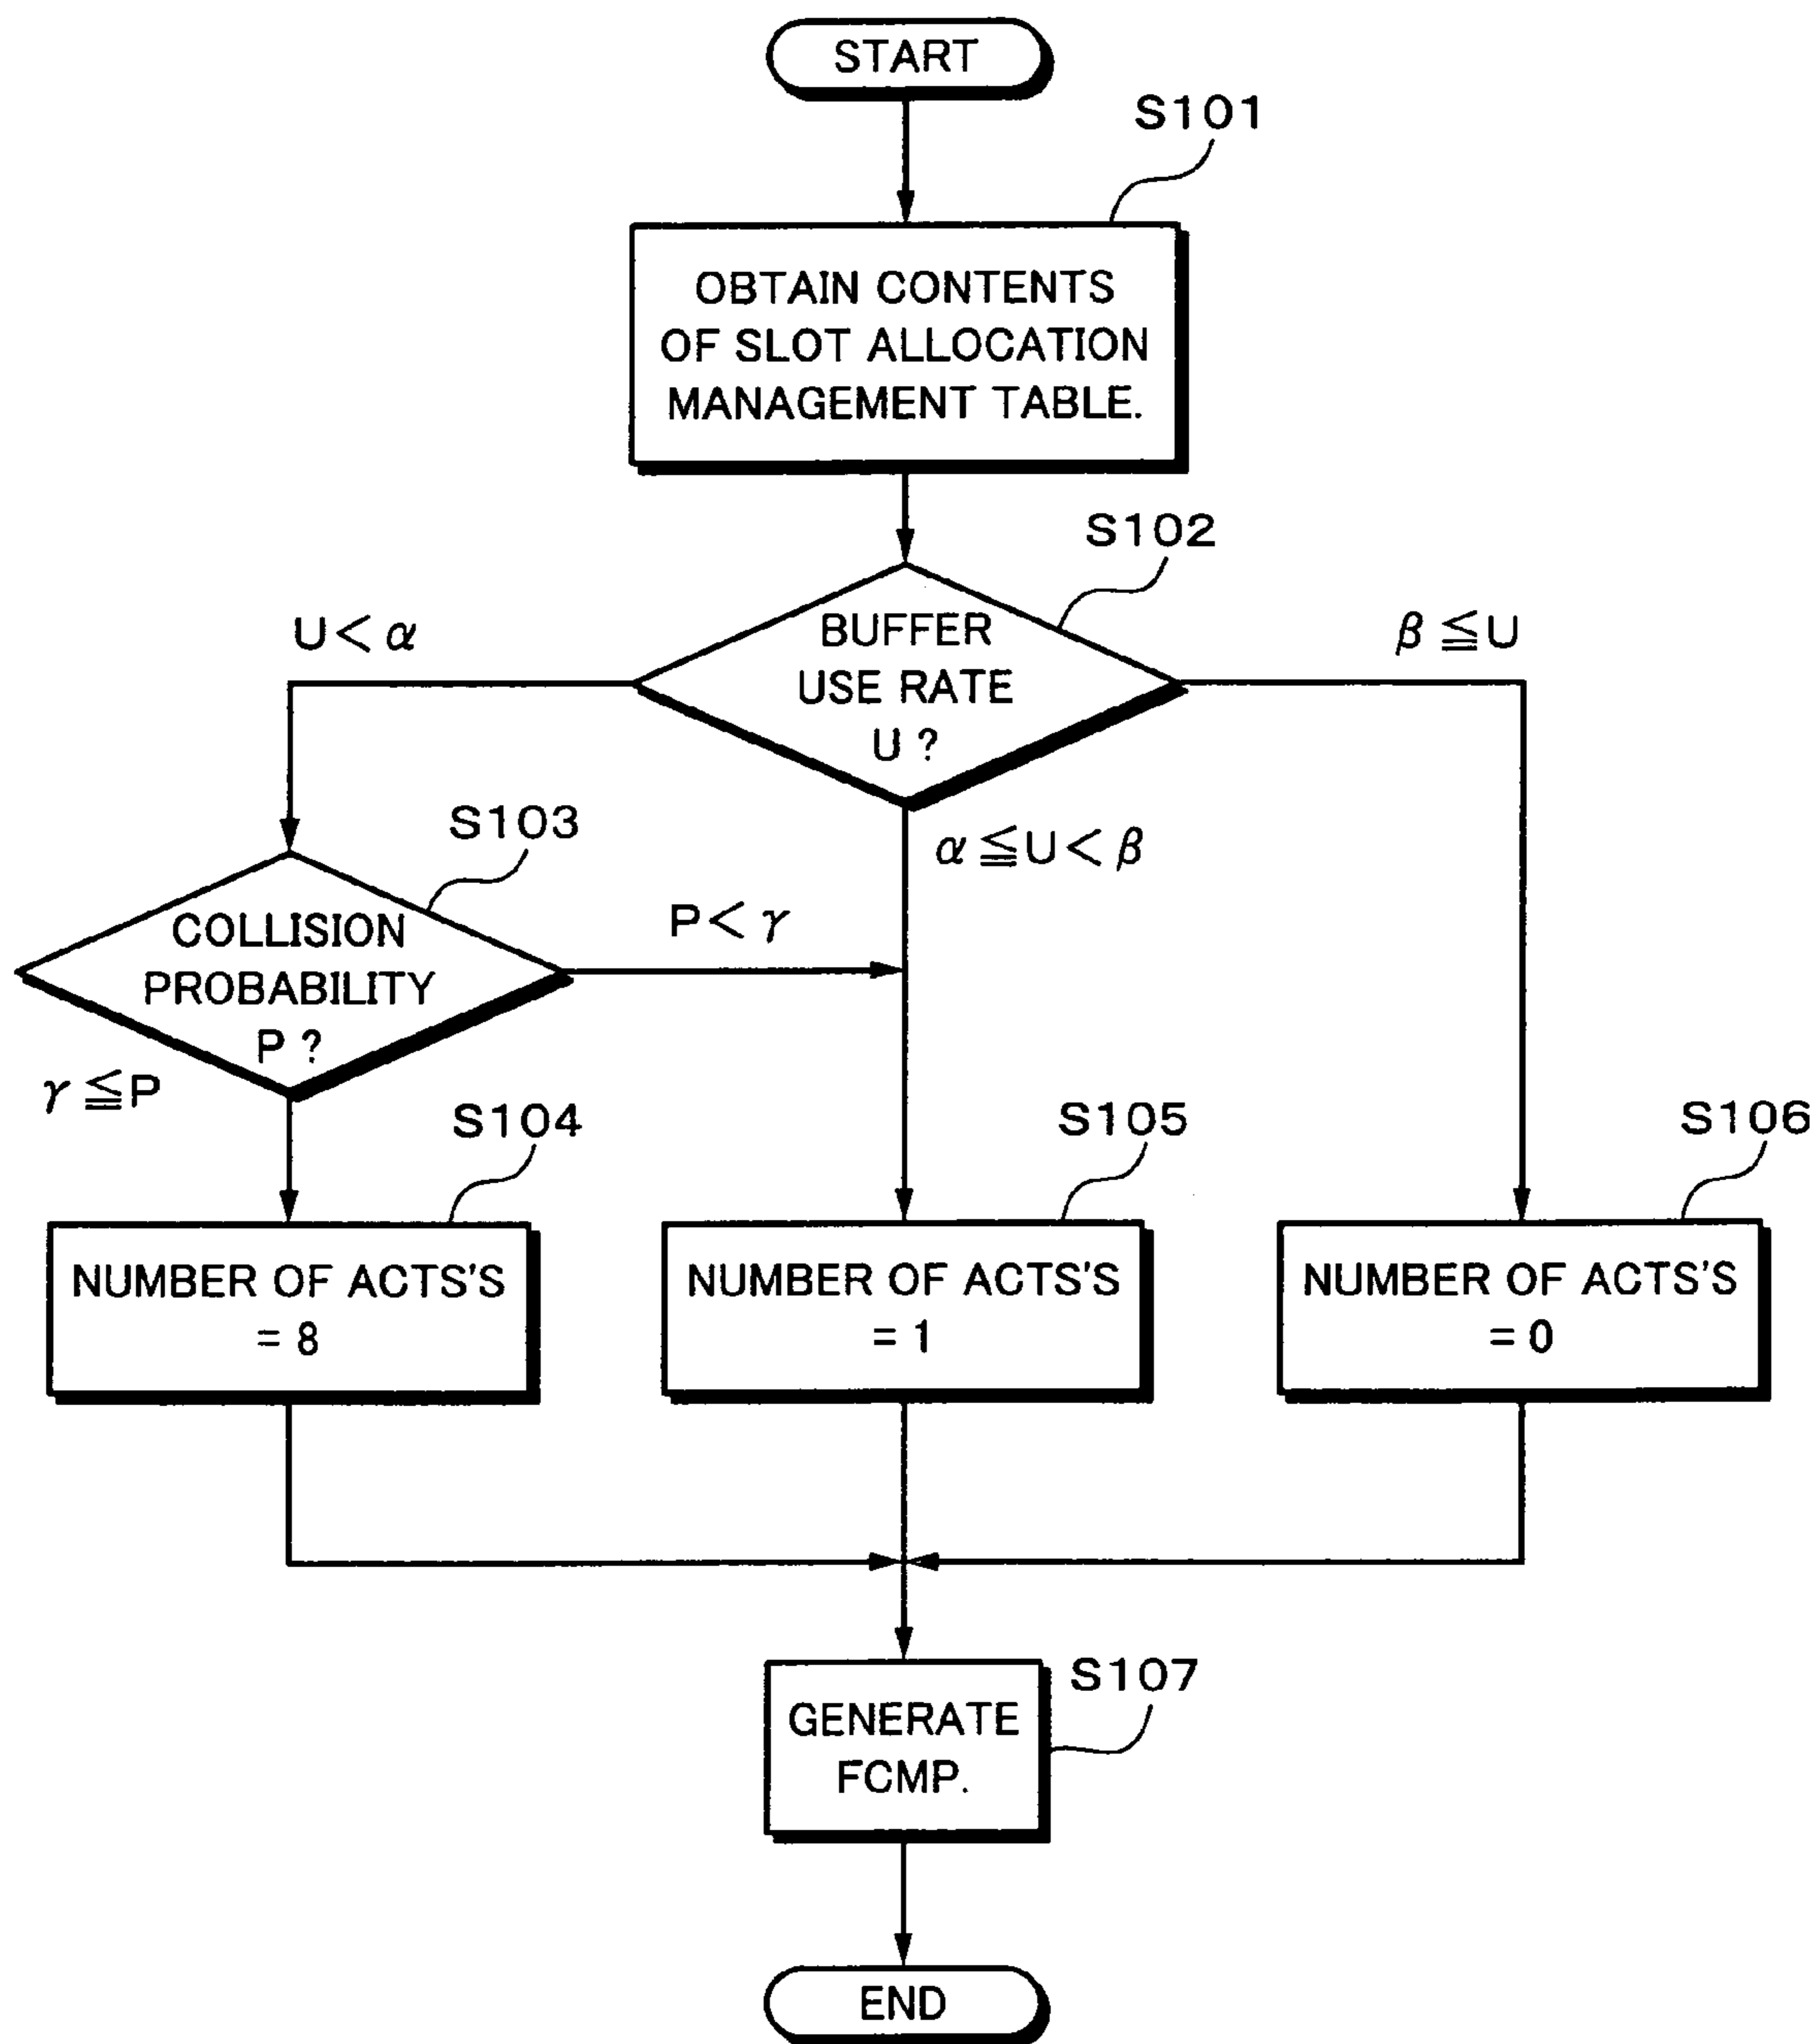 START
S101
OBTAIN CONTENTS
OF SLOT ALLOCATION
MANAGEMENT TABLE.
S102
BUFFER
USE RATE
U ?
U < α
β ≦ U
α ≦ U < β
S103
COLLISION
PROBABILITY
P ?
P < γ
γ ≦ P
S104
NUMBER OF ACTS'S
= 8
S105
NUMBER OF ACTS'S
= 1
S106
NUMBER OF ACTS'S
= 0
S107
GENERATE
FCMP.
END